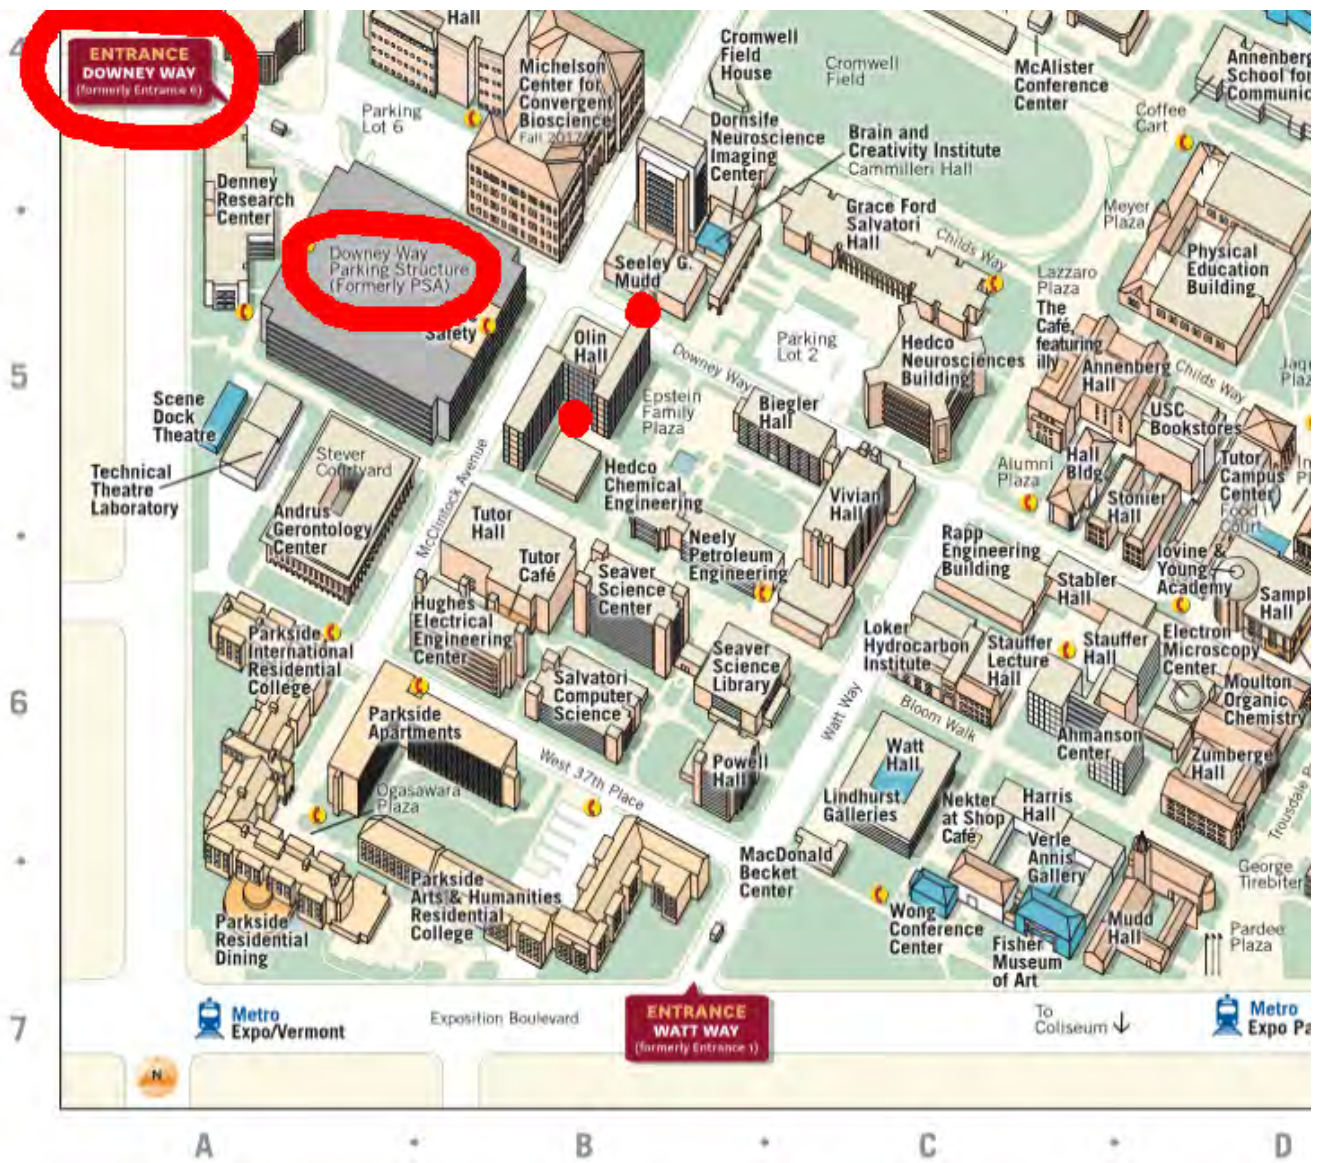 4
ENTRANCE
DOWNEY WAY
(formerly Entrance 6)
Hall
Parking
Lot 6
Michelson
Center for
Convergent
Bioscience
Fall 2017
Cromwell
Field
House
Cromwell
Field
McAlister
Conference
Center
Annenberg
School for
Communic
Coffee
Cart
Dornsife
Neuroscience
Imaging
Center
Brain and
Creativity Institute
Cammilleri Hall
Denney
Research
Center
Downey Way
Parking Structure
(Formerly PSA)
Safety
Seeley G.
Mudd
Grace Ford
Salvatori
Hall
Childs Way
Meyer
Plaza
Physical
Education
Building
Lazzaro
Plaza
The
Café,
featuring
illy
Olin
Hall
Downey Way
Parking
Lot 2
Hedco
Neurosciences
Building
Annenberg
Hall
Childs Way
Jaqu
Plaz
5
Scene
Dock
Theatre
Epstein
Family
Plaza
Biegler
Hall
USC
Bookstores
Technical
Theatre
Laboratory
Stever
Courtyard
McClintock Avenue
Hedco
Chemical
Engineering
Alumni
Plaza
Hall
Bldg.
Stonier
Hall
Tutor
Campus
Center
Food
Court
Andrus
Gerontology
Center
Tutor
Hall
Tutor
Café
Neely
Petroleum
Engineering
Vivian
Hall
Rapp
Engineering
Building
Stabler
Hall
Iovine &
Young
Academy
Sampl
Hall
Hughes
Electrical
Engineering
Center
Seaver
Science
Center
Parkside
International
Residential
College
Salvatori
Computer
Science
Seaver
Science
Library
Loker
Hydrocarbon
Institute
Stauffer
Lecture
Hall
Stauffer
Hall
Electron
Microscopy
Center
Moulton
Organic
Chemistry
6
Parkside
Apartments
West 37th Place
Watt Way
Bloom Walk
Ahmanson
Center
Zumberge
Hall
Ogasawara
Plaza
Powell
Hall
Watt
Hall
Lindhurst
Galleries
Nekter
at Shop
Café
Harris
Hall
Verle
Annis
Gallery
Trousdale P
MacDonald
Becket
Center
George
Tirebiter
Parkside
Residential
Dining
Parkside
Arts & Humanities
Residential
College
Wong
Conference
Center
Fisher
Museum
of Art
Mudd
Hall
Pardee
Plaza
7
Metro
Expo/Vermont
Exposition Boulevard
ENTRANCE
WATT WAY
(formerly Entrance 1)
To
Coliseum
Metro
Expo Pa
N
A
B
C
D